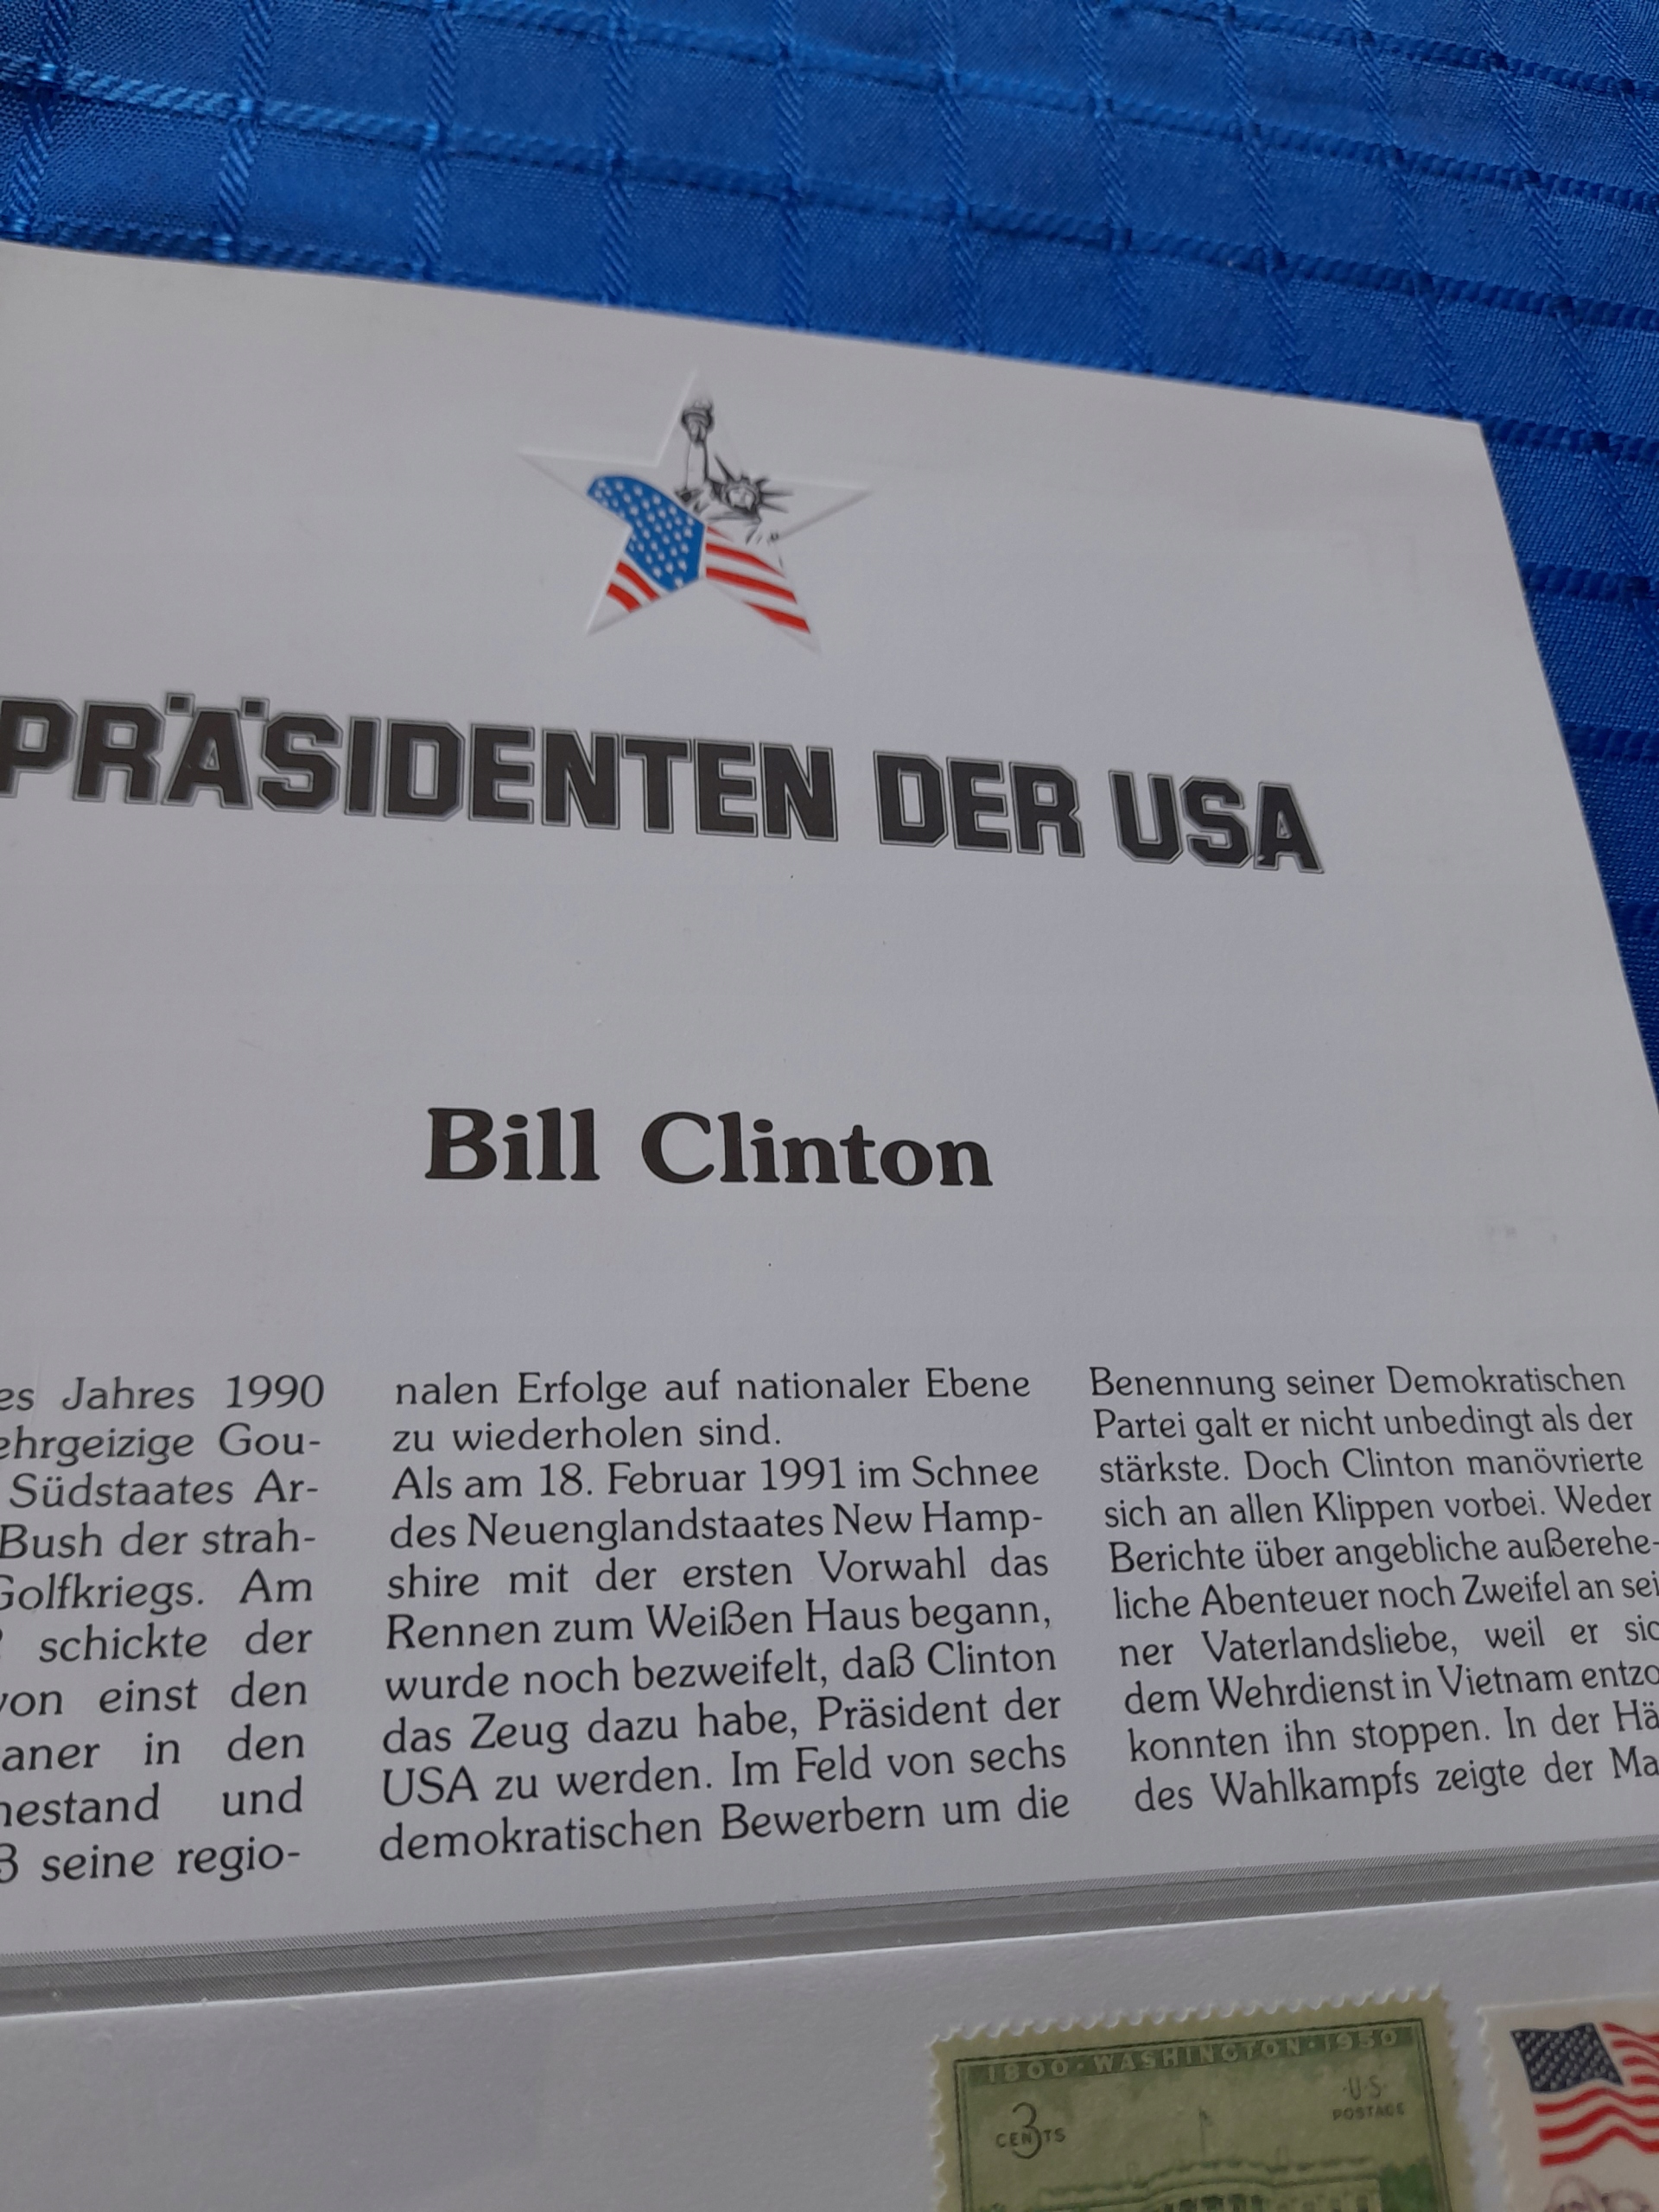 PRÄSIDENTEN DER USA
Bill Clinton
es Jahres 1990
ehrgeizige Gou-
Südstaates Ar-
Bush der strah-
Golfkriegs. Am
schickte der
von einst den
aner in den
hestand und
ß seine regio-
nalen Erfolge auf nationaler Ebene
zu wiederholen sind.
Als am 18. Februar 1991 im Schnee
des Neuenglandstaates New Hamp-
shire mit der ersten Vorwahl das
Rennen zum Weißen Haus begann,
wurde noch bezweifelt, daß Clinton
das Zeug dazu habe, Präsident der
USA zu werden. Im Feld von sechs
demokratischen Bewerbern um die
Benennung seiner Demokratischen
Partei galt er nicht unbedingt als der
stärkste. Doch Clinton manövrierte
sich an allen Klippen vorbei. Weder
Berichte über angebliche außerehe-
liche Abenteuer noch Zweifel an sei
ner Vaterlandsliebe, weil er sic
dem Wehrdienst in Vietnam entzo
konnten ihn stoppen. In der Hä
des Wahlkampfs zeigte der Ma
1800·WASHINGTON·1950
·U·S·
POSTAGE
3
CENTS